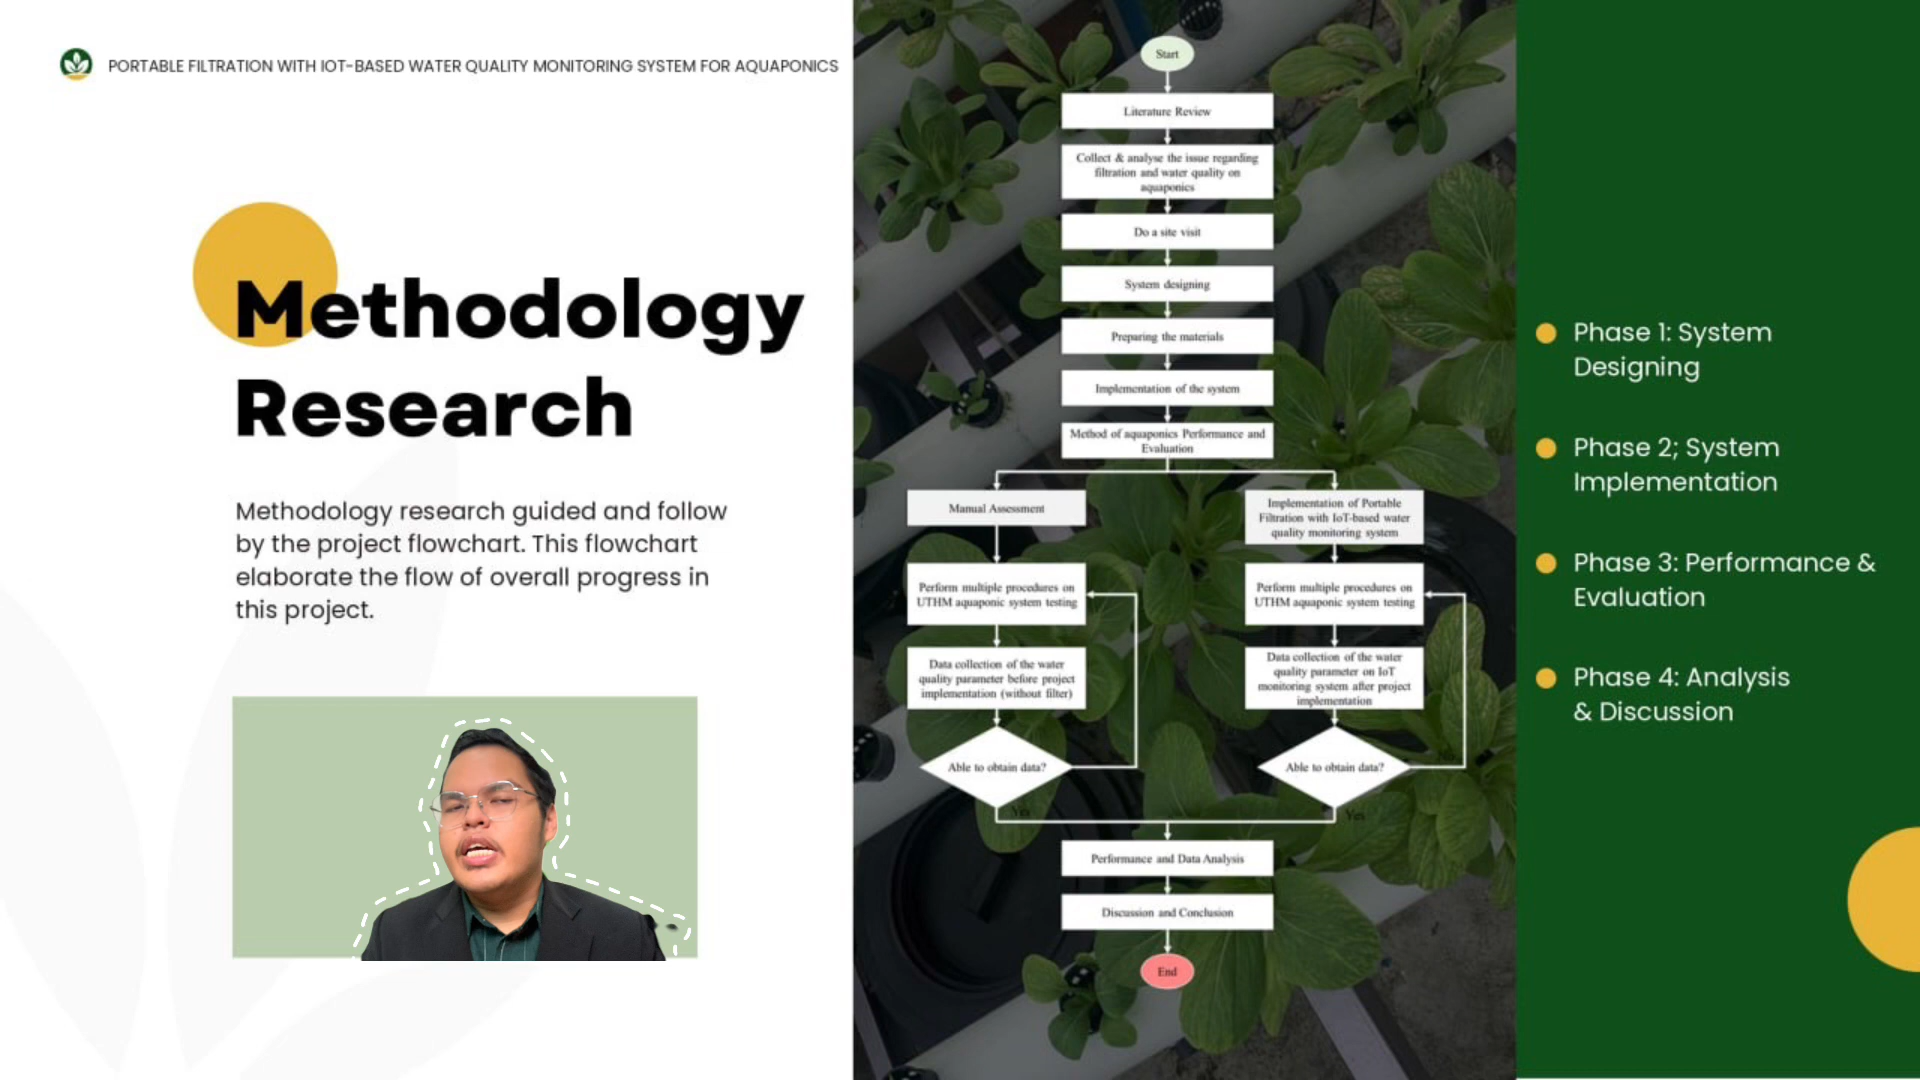 PORTABLE FILTRATION WITH IOT-BASED WATER QUALITY MONITORING SYSTEM FOR AQUAPONICS
Methodology
Research
Methodology research guided and follow
by the project flowchart. This flowchart
elaborate the flow of overall progress in
this project.
Start
Literature Review
Collect & analyse the issue regarding
filtration and water quality on
aquaponics
Do a site visit
System designing
Preparing the materials
Implementation of the system
Method of aquaponics Performance and
Evaluation
Manual Assessment
Perform multiple procedures on
UTHM aquaponic system testing
Data collection of the water
quality parameter before project
implementation (without filter)
Able to obtain data?
Yes
Implementation of Portable
Filtration with IoT-based water
quality monitoring system
Perform multiple procedures on
UTHM aquaponic system testing
Data collection of the water
quality parameter on IoT
monitoring system after project
implementation
Able to obtain data?
Yes
Performance and Data Analysis
Discussion and Conclusion
End
Phase 1: System
Designing
Phase 2; System
Implementation
Phase 3: Performance &
Evaluation
Phase 4: Analysis
& Discussion